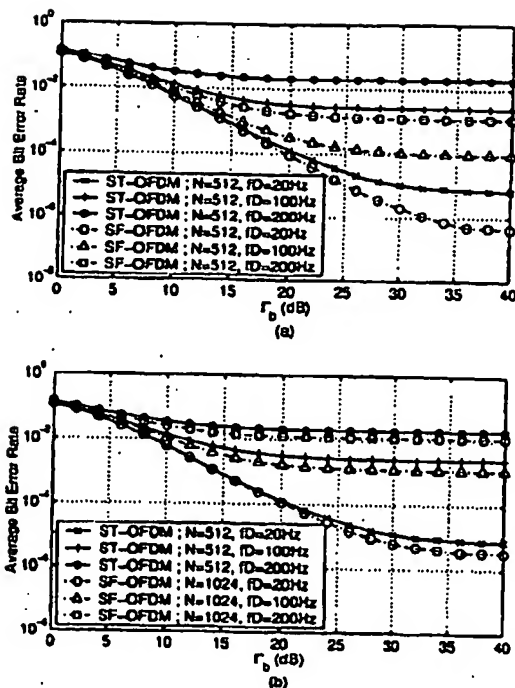 10^0
10^-2
10^-4
10^-6
10^-8
Average Bit Error Rate
ST-OFDM ; N=512, fD=20Hz
ST-OFDM ; N=512, fD=100Hz
ST-OFDM ; N=512, fD=200Hz
SF-OFDM ; N=512, fD=20Hz
SF-OFDM ; N=512, fD=100Hz
SF-OFDM ; N=512, fD=200Hz
0 5 10 15 20 25 30 35 40
Γb (dB)
(a)
10^0
10^-2
10^-4
10^-6
Average Bit Error Rate
ST-OFDM ; N=512, fD=20Hz
ST-OFDM ; N=512, fD=100Hz
ST-OFDM ; N=512, fD=200Hz
SF-OFDM ; N=1024, fD=20Hz
SF-OFDM ; N=1024, fD=100Hz
SF-OFDM ; N=1024, fD=200Hz
0 5 10 15 20 25 30 35 40
Γb (dB)
(b)